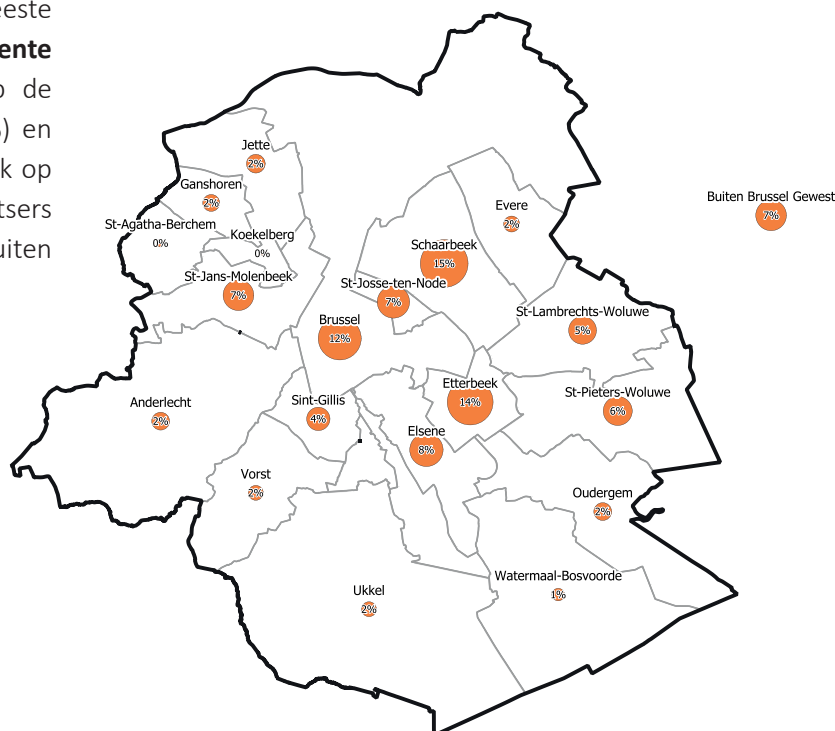 eeste
ente
o de
) en
k op
tsers
uiten
Jette
2%
Ganshoren
2%
St-Agatha-Berchem
0%
Koekelberg
0%
St-Jans-Molenbeek
7%
Evere
2%
Schaarbeek
15%
St-Josse-ten-Node
7%
Brussel
12%
Buiten Brussel Gewest
7%
St-Lambrechts-Woluwe
5%
Etterbeek
14%
St-Pieters-Woluwe
6%
Anderlecht
2%
Sint-Gillis
4%
Elsene
8%
Vorst
2%
Oudergem
2%
Watermaal-Bosvoorde
1%
Ukkel
2%